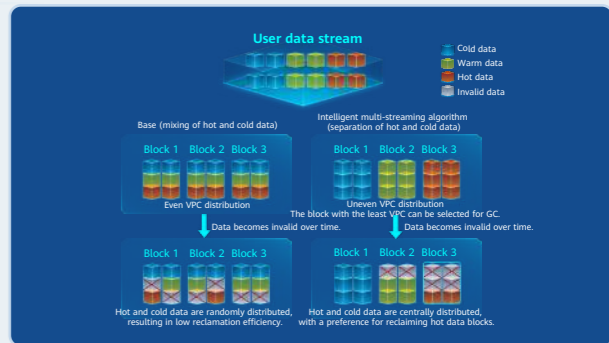 User data stream
Cold data
Warm data
Hot data
Invalid data
Base (mixing of hot and cold data)
Block 1
Block 2
Block 3
Even VPC distribution
Data becomes invalid over time.
Block 1
Block 2
Block 3
Hot and cold data are randomly distributed,
resulting in low reclamation efficiency.
Intelligent multi-streaming algorithm
(separation of hot and cold data)
Block 1
Block 2
Block 3
Uneven VPC distribution
The block with the least VPC can be selected for GC.
Data becomes invalid over time.
Block 1
Block 2
Block 3
Hot and cold data are centrally distributed,
with a preference for reclaiming hot data blocks.